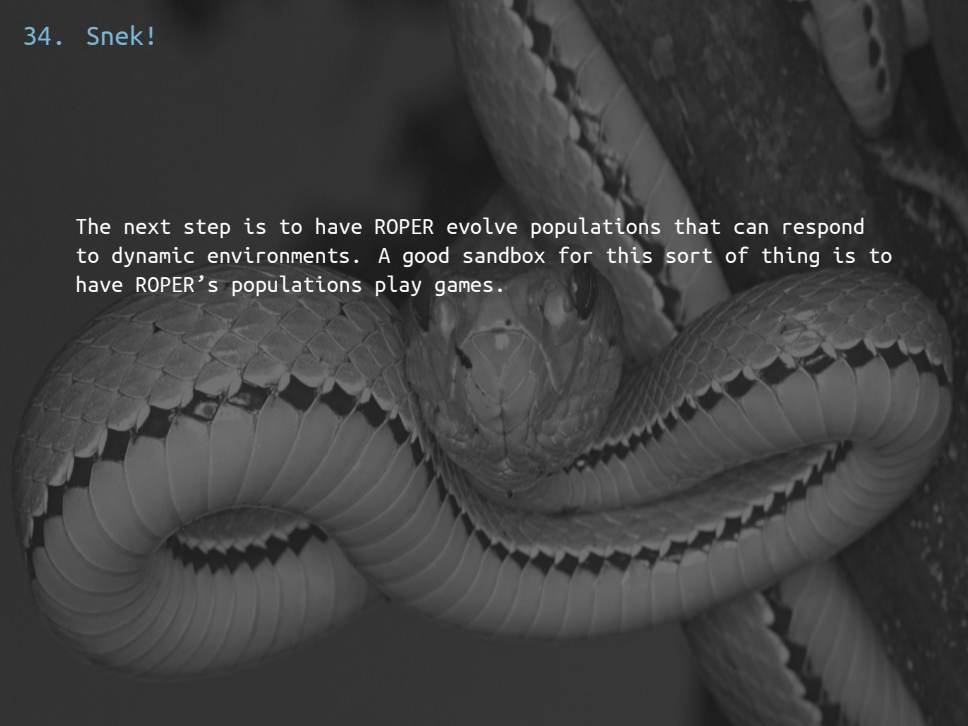 34. Snek!
The next step is to have ROPER evolve populations that can respond
to dynamic environments. A good sandbox for this sort of thing is to
have ROPER’s populations play games.